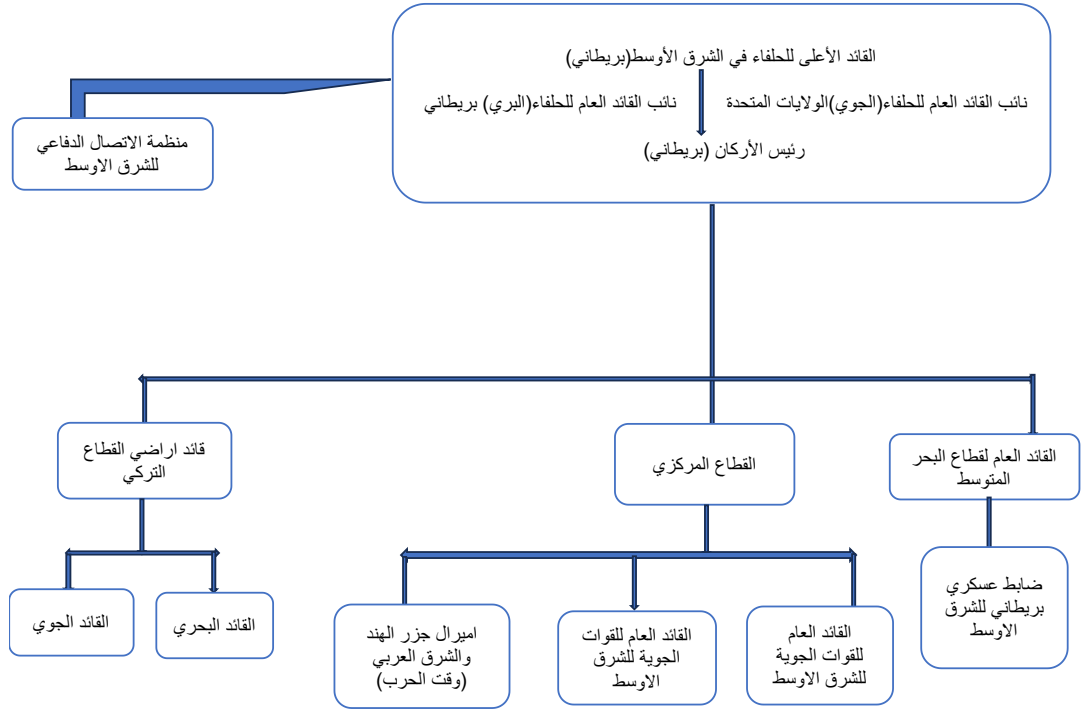 القائد الأعلى للحلفاء في الشرق الأوسط(بريطاني)
نائب القائد العام للحلفاء(الجوي)الولايات المتحدة
نائب القائد العام للحلفاء(البري) بريطاني
رئيس الأركان (بريطاني)
منظمة الاتصال الدفاعي
للشرق الاوسط
القائد العام لقطاع البحر
المتوسط
القطاع المركزي
قائد اراضي القطاع
التركي
ضابط عسكري
بريطاني للشرق
الاوسط
القائد العام
للقوات الجوية
للشرق الاوسط
القائد العام للقوات
الجوية للشرق
الاوسط
اميرال جزر الهند
والشرق العربي
(وقت الحرب)
القائد البحري
القائد الجوي